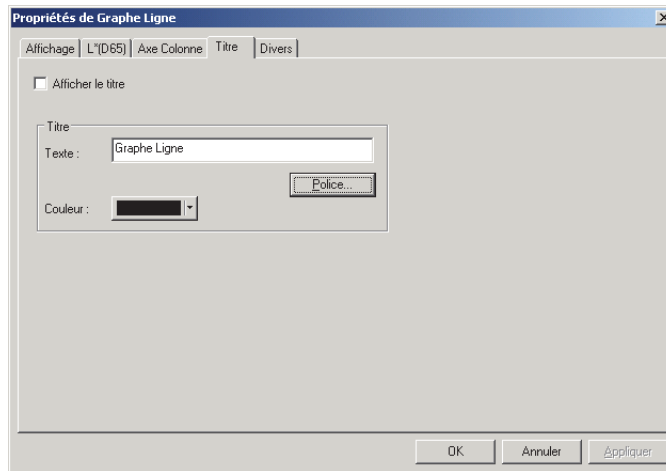 Propriétés de Graphe Ligne
Affichage L*(D65) Axe Colonne Titre Divers
Afficher le titre
Titre
Texte : Graphe Ligne
Police...
Couleur :
OK Annuler Appliquer